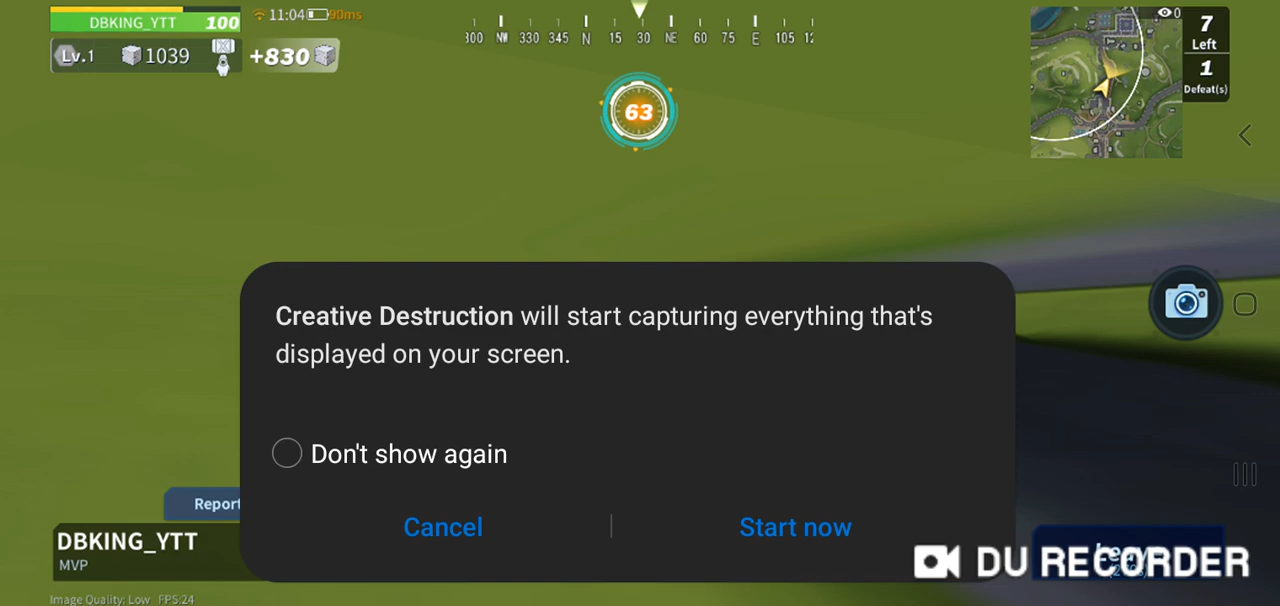 DBKING_YTT 100
11:04 90ms
Lv.1 1039 +830
300 NW 330 345 N 15 30 NE 60 75 E 105
63
0
7
Left
1
Defeat(s)
Creative Destruction will start capturing everything that's
displayed on your screen.
Don't show again
Report
Cancel
Start now
DBKING_YTT
MVP
DU RECORDER
Image Quality: Low FPS:24